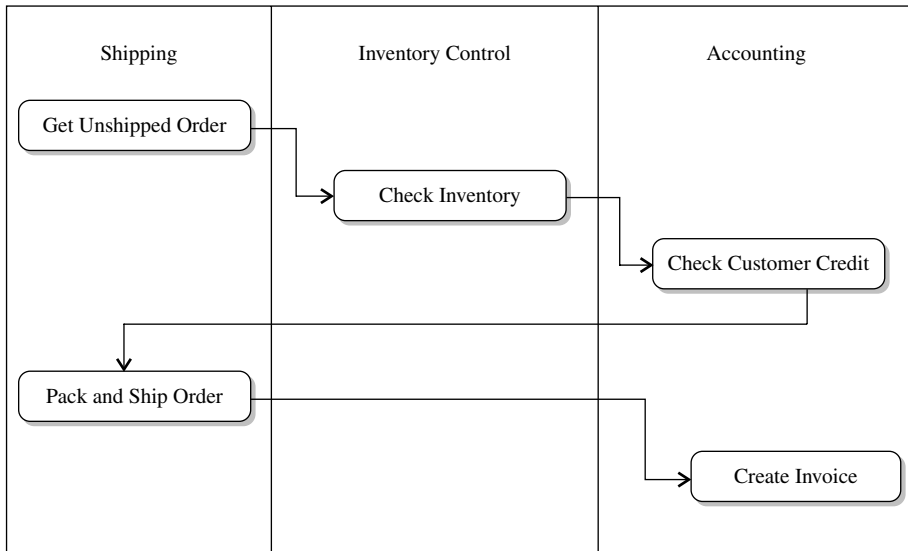 Shipping
Inventory Control
Accounting
Get Unshipped Order
Check Inventory
Check Customer Credit
Pack and Ship Order
Create Invoice